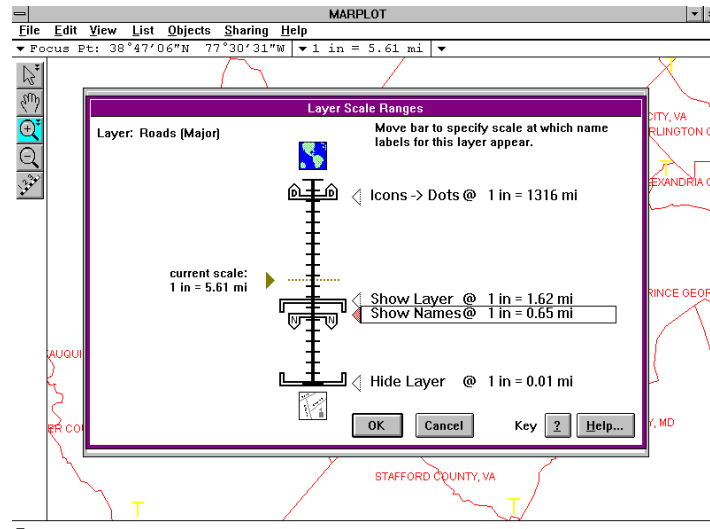 MARPLOT
File Edit View List Objects Sharing Help
Focus Pt: 38°47'06"N 77°30'31"W 1 in = 5.61 mi
Layer Scale Ranges
Layer: Roads (Major)
Move bar to specify scale at which name
labels for this layer appear.
D D Icons -> Dots @ 1 in = 1316 mi
current scale:
1 in = 5.61 mi
Show Layer @ 1 in = 1.62 mi
N N Show Names@ 1 in = 0.65 mi
Hide Layer @ 1 in = 0.01 mi
OK Cancel Key ? Help...
CITY, VA
RLINGTON C
EXANDRIA C
RINCE GEOR
AUQUI
ER COU
Y, MD
STAFFORD COUNTY, VA
T
T
T
T